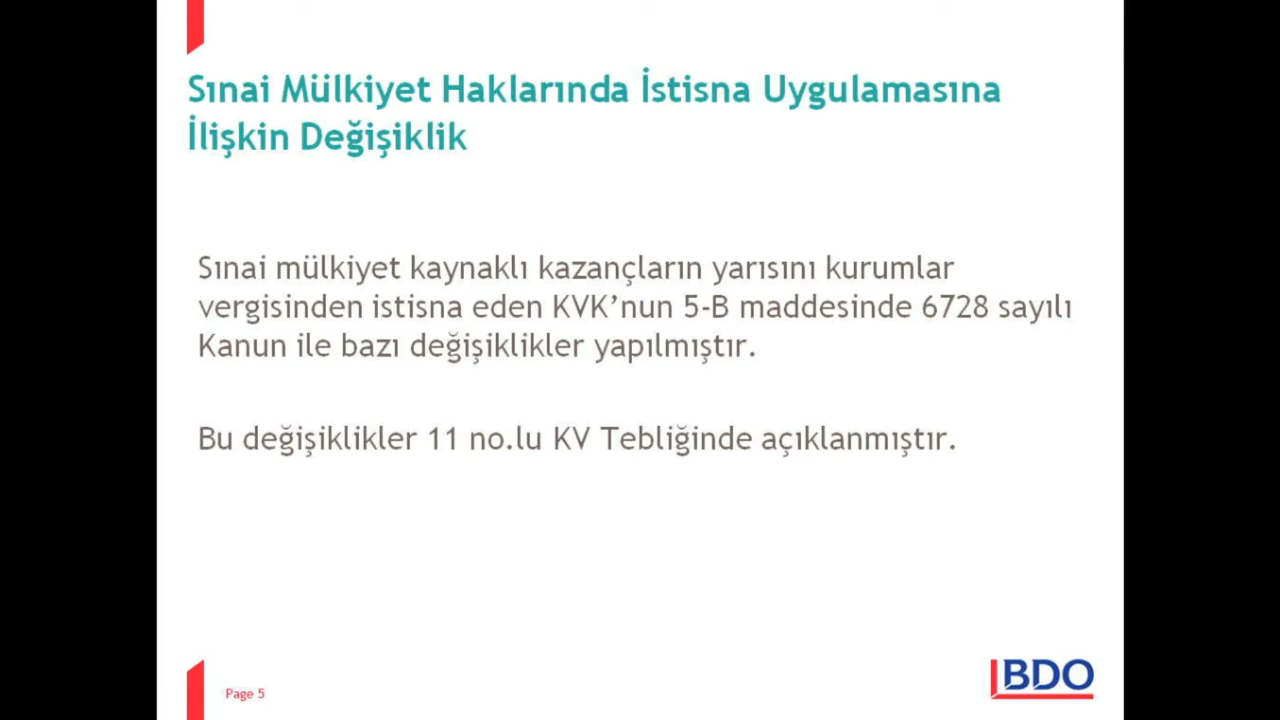 Sınai Mülkiyet Haklarında İstisna Uygulamasına
İlişkin Değişiklik
Sınai mülkiyet kaynaklı kazançların yarısını kurumlar
vergisinden istisna eden KVK’nun 5-B maddesinde 6728 sayılı
Kanun ile bazı değişiklikler yapılmıştır.
Bu değişiklikler 11 no.lu KV Tebliğinde açıklanmıştır.
Page 5
BDO